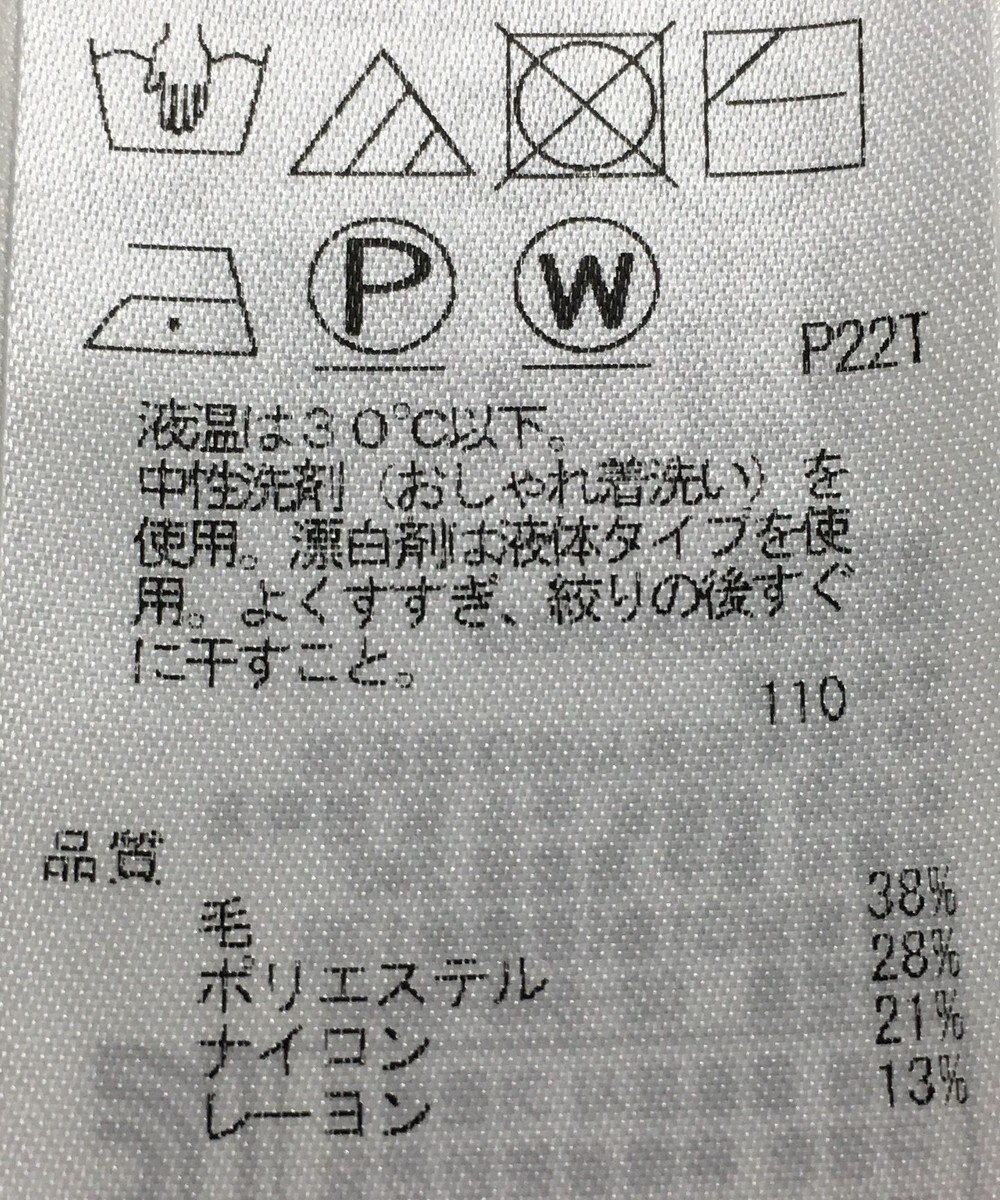 P
W
P22T
液温は30℃以下。
中性洗剤（おしゃれ着洗い）を
使用。漂白剤は液体タイプを使
用。よくすすぎ、絞りの後すぐ
に干すこと。
110
品質
毛 38%
ポリエステル 28%
ナイロン 21%
レーヨン 13%